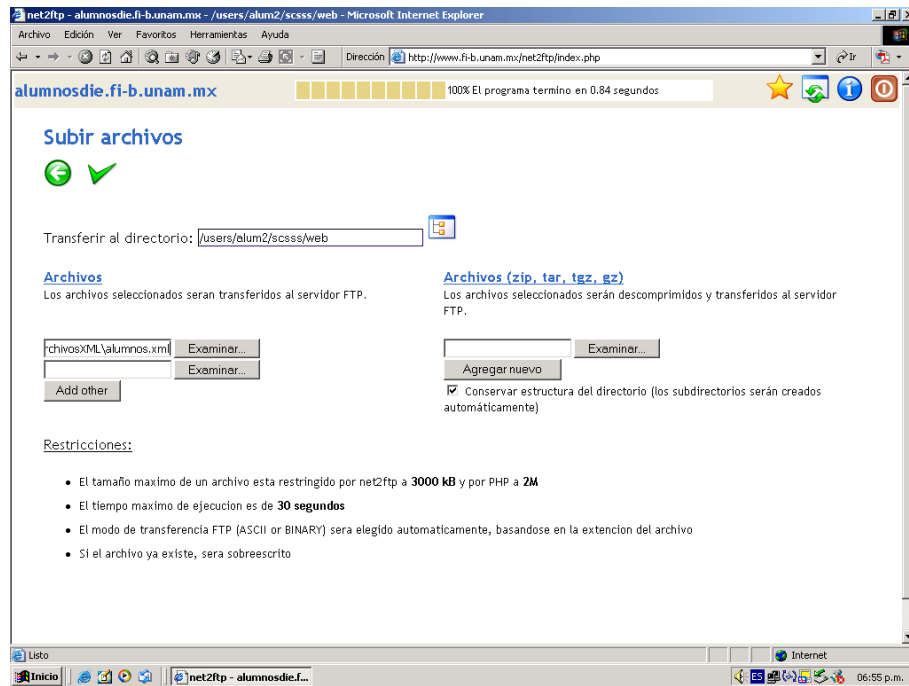 net2ftp - alumnosdie.fi-b.unam.mx - /users/alum2/scsss/web - Microsoft Internet Explorer
Archivo Edición Ver Favoritos Herramientas Ayuda
Dirección http://www.fi-b.unam.mx/net2ftp/index.php Ir
alumnosdie.fi-b.unam.mx 100% El programa termino en 0.84 segundos
Subir archivos
Transferir al directorio: /users/alum2/scsss/web
Archivos
Los archivos seleccionados seran transferidos al servidor FTP.
rchivosXML\alumnos.xml Examinar...
Examinar...
Add other
Archivos (zip, tar, tgz, gz)
Los archivos seleccionados serán descomprimidos y transferidos al servidor
FTP.
Examinar...
Agregar nuevo
Conservar estructura del directorio (los subdirectorios serán creados
automáticamente)
Restricciones:
El tamaño maximo de un archivo esta restringido por net2ftp a 3000 kB y por PHP a 2M
El tiempo maximo de ejecucion es de 30 segundos
El modo de transferencia FTP (ASCII or BINARY) sera elegido automaticamente, basandose en la extencion del archivo
Si el archivo ya existe, sera sobreescrito
Listo Internet
Inicio net2ftp - alumnosdie.f... ES 06:55 p.m.